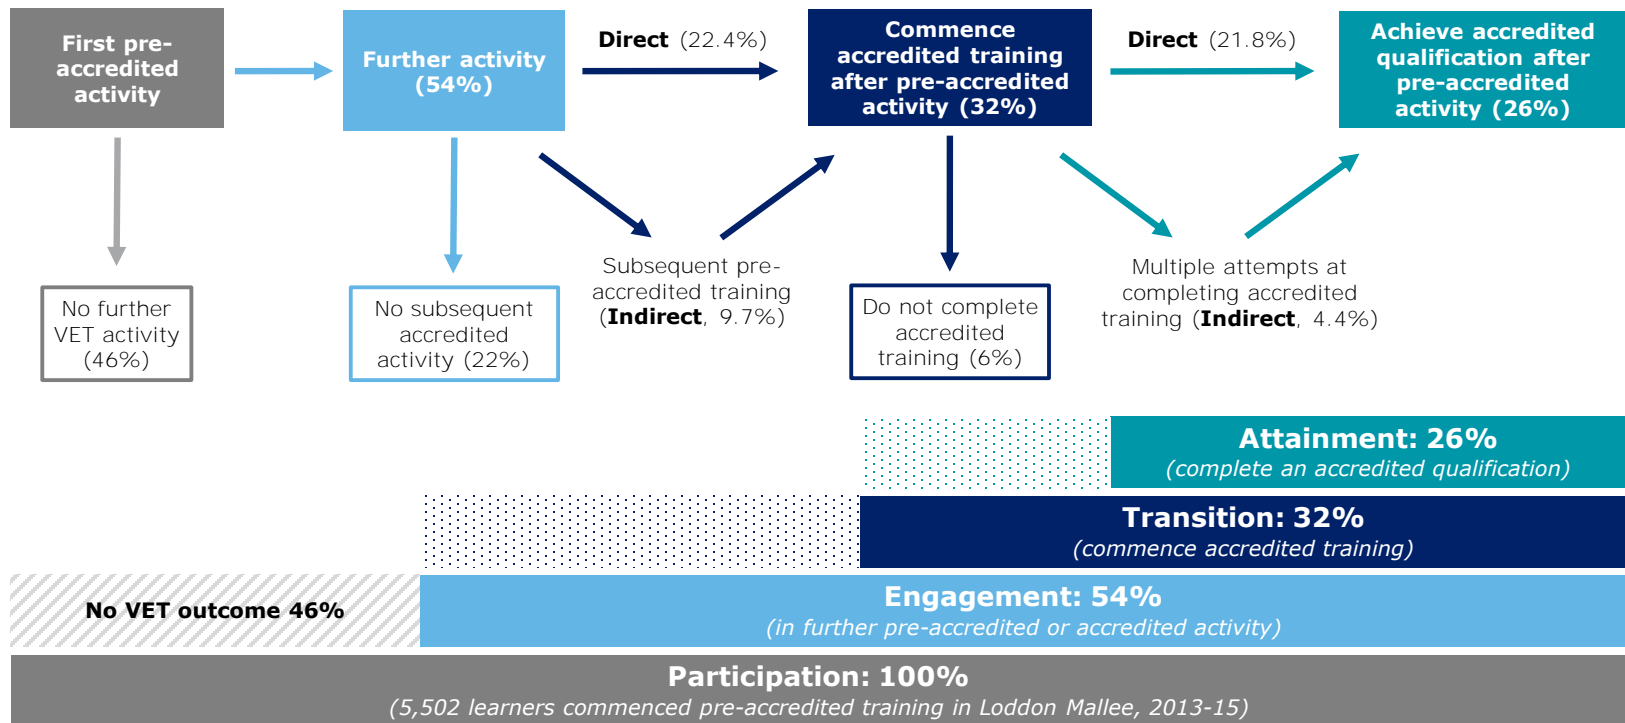 First pre-
accredited
activity
Further activity
(54%)
Direct (22.4%)
Commence
accredited training
after pre-accredited
activity (32%)
Direct (21.8%)
Achieve accredited
qualification after
pre-accredited
activity (26%)
No further
VET activity
(46%)
No subsequent
accredited
activity (22%)
Subsequent pre-
accredited training
(Indirect, 9.7%)
Do not complete
accredited
training (6%)
Multiple attempts at
completing accredited
training (Indirect, 4.4%)
Attainment: 26%
(complete an accredited qualification)
Transition: 32%
(commence accredited training)
No VET outcome 46%
Engagement: 54%
(in further pre-accredited or accredited activity)
Participation: 100%
(5,502 learners commenced pre-accredited training in Loddon Mallee, 2013-15)